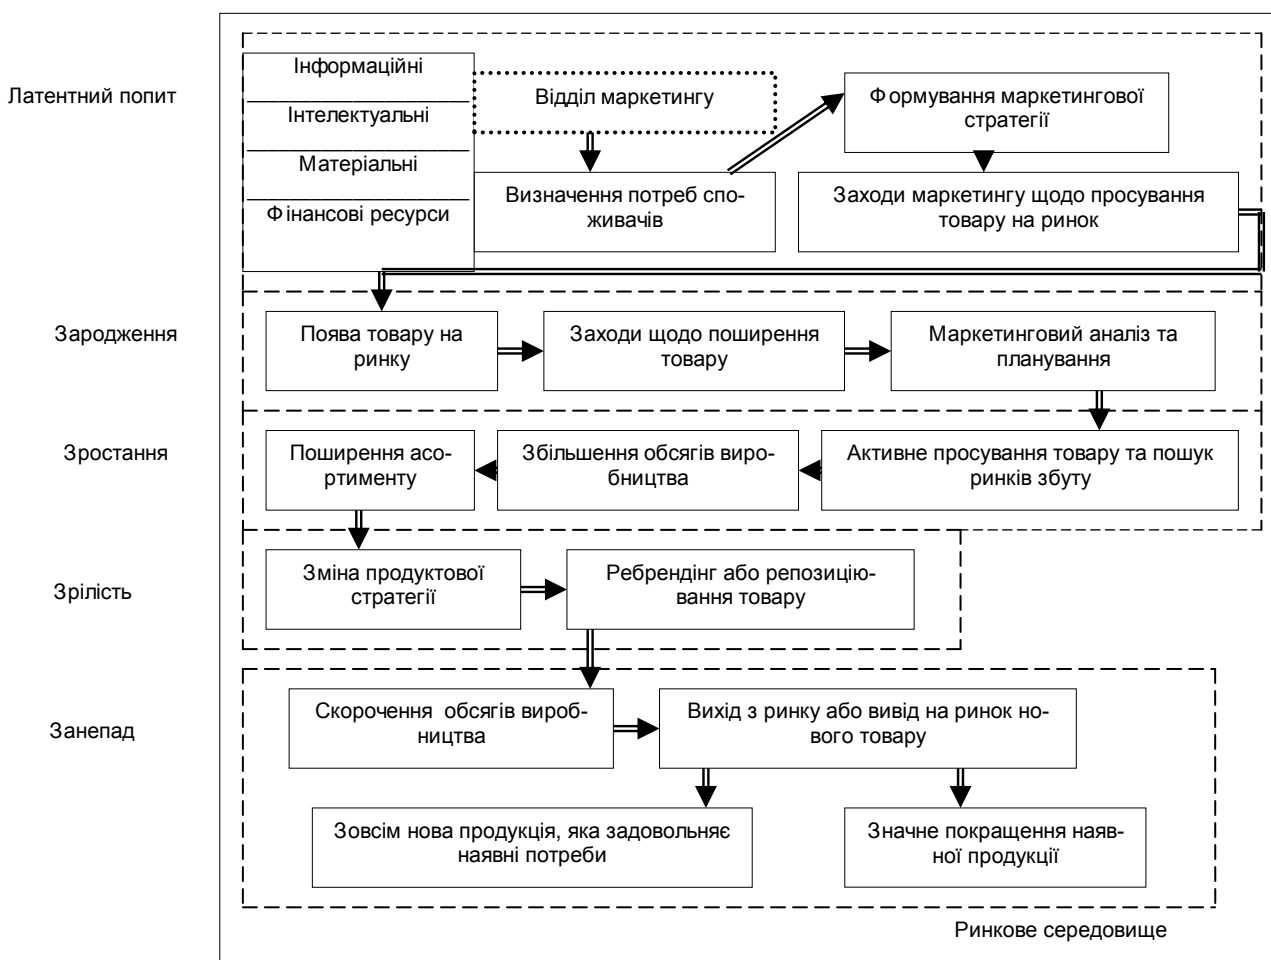 Латентний попит
Інформаційні
Інтелектуальні
Матеріальні
Фінансові ресурси
Відділ маркетингу
Визначення потреб спо-
живачів
Формування маркетингової
стратегії
Заходи маркетингу щодо просування
товару на ринок
Зародження
Поява товару на
ринку
Заходи щодо поширення
товару
Маркетинговий аналіз та
планування
Зростання
Поширення асо-
ртименту
Збільшення обсягів виро-
бництва
Активне просування товару та пошук
ринків збуту
Зрілість
Зміна продуктової
стратегії
Ребрендінг або репозицію-
вання товару
Занепад
Скорочення обсягів вироб-
ництва
Вихід з ринку або вивід на ринок но-
вого товару
Зовсім нова продукція, яка задовольняє
наявні потреби
Значне покращення наяв-
ної продукції
Ринкове середовище